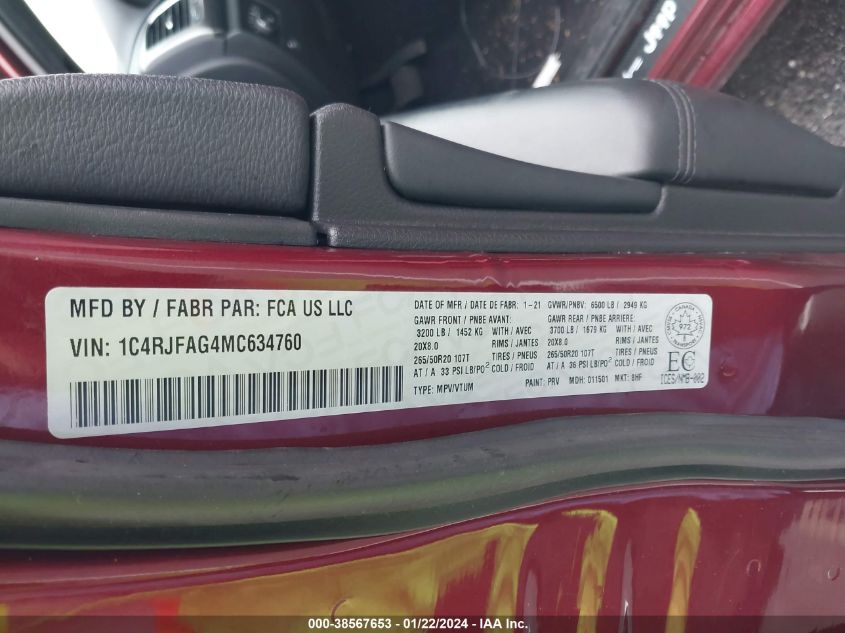 MFD BY / FABR PAR: FCA US LLC
VIN: 1C4RJFAG4MC634760
DATE OF MFR / DATE DE FABR: 1-21 GVWR/PNBV: 6500 LB / 2949 KG
GAWR FRONT / PNBE AVANT: GAWR REAR / PNBE ARRIERE:
3200 LB / 1452 KG WITH / AVEC 3700 LB / 1679 KG WITH / AVEC
20X8.0 RIMS / JANTES 20X8.0 RIMS / JANTES
265/50R20 107T TIRES / PNEUS 265/50R20 107T TIRES / PNEUS
AT / A 33 PSI LB/PO² COLD / FROID AT / A 36 PSI LB/PO² COLD / FROID
TYPE: MPV/VTUM PAINT: PRV MDH: 011501 MKT: BHF
CANADA
972
EC
ICES/NMB-002
000-38567653 - 01/22/2024 - IAA Inc.